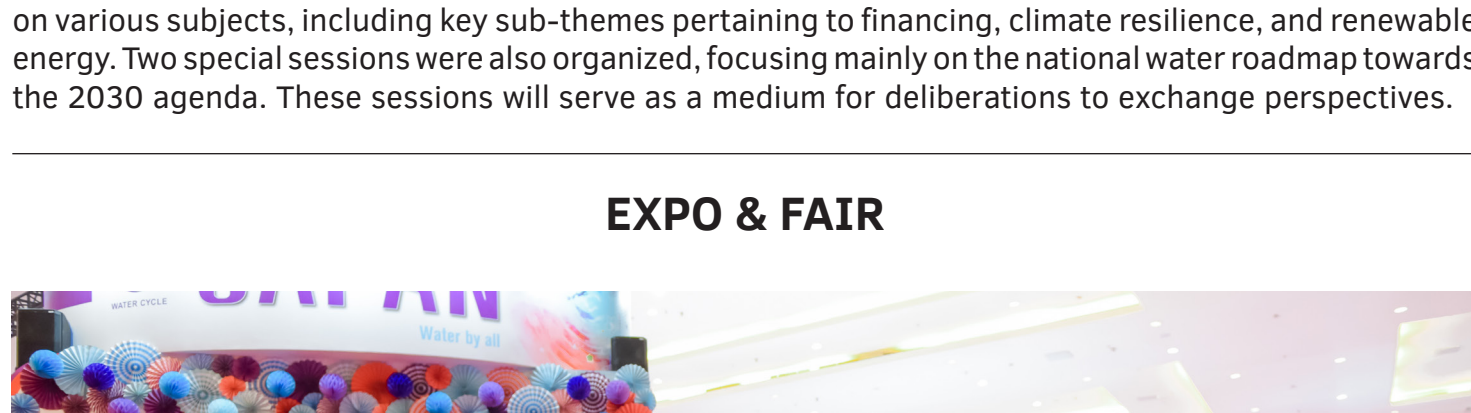 on various subjects, including key sub-themes pertaining to financing, climate resilience, and renewable
energy. Two special sessions were also organized, focusing mainly on the national water roadmap towards
the 2030 agenda. These sessions will serve as a medium for deliberations to exchange perspectives.
EXPO & FAIR
JAPAN
WATER CYCLE
Water by all